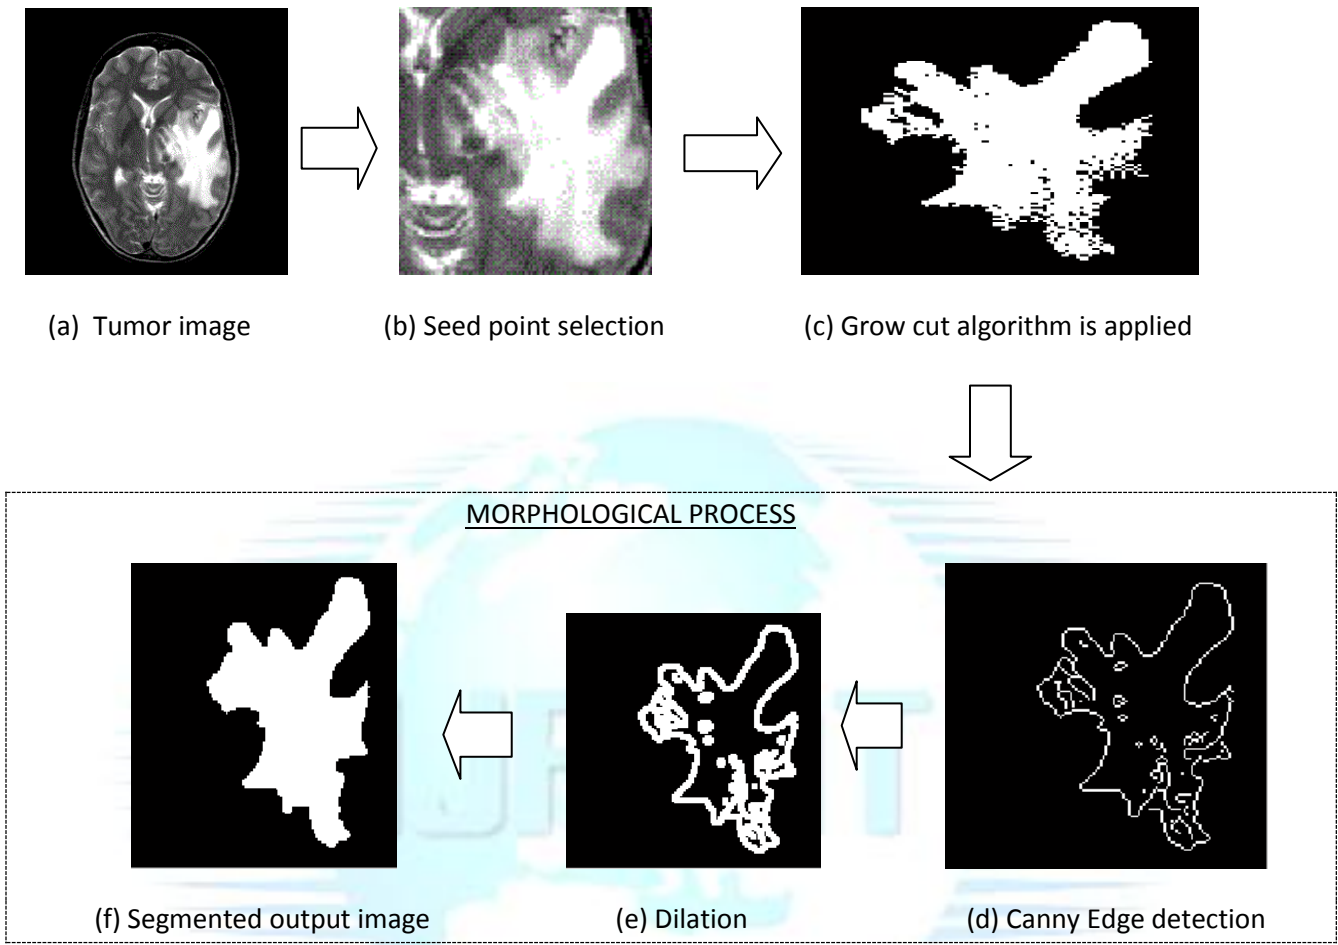 (a) Tumor image
(b) Seed point selection
(c) Grow cut algorithm is applied
MORPHOLOGICAL PROCESS
(f) Segmented output image
(e) Dilation
(d) Canny Edge detection